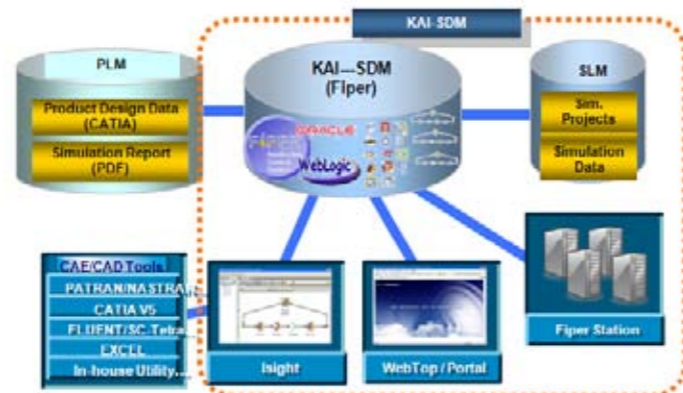 KAI-SDM
PLM
Product Design Data
(CATIA)
Simulation Report
(PDF)
KAI---SDM
(Fiper)
ORACLE
WebLogic
SLM
Sim.
Projects
Simulation
Data
CAE/CAD Tools
PATRAN/NASTRAN...
CATIA V5
FLUENT/SC-Tetra...
EXCEL
In-house Utility...
Isight
WebTop / Portal
Fiper Station